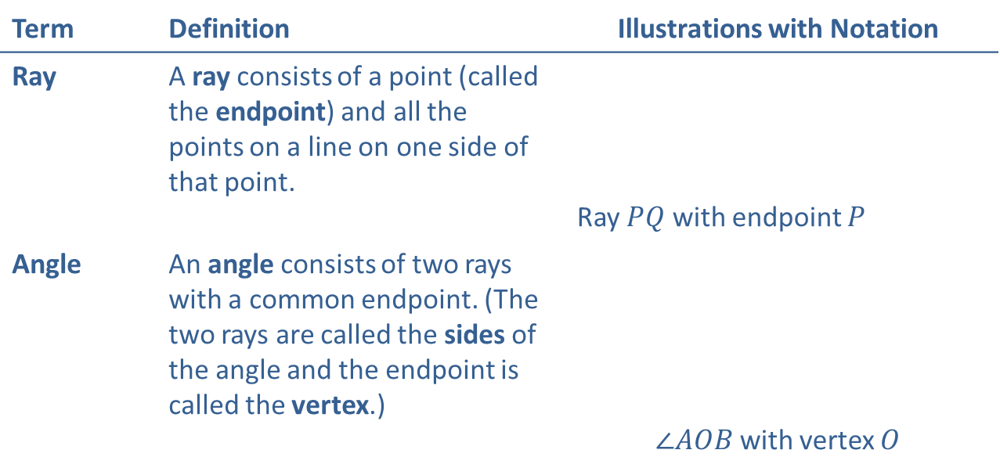 Term Definition Illustrations with Notation
Ray A ray consists of a point (called
the endpoint) and all the
points on a line on one side of
that point.
Ray PQ with endpoint P
Angle An angle consists of two rays
with a common endpoint. (The
two rays are called the sides of
the angle and the endpoint is
called the vertex.)
∠AOB with vertex O